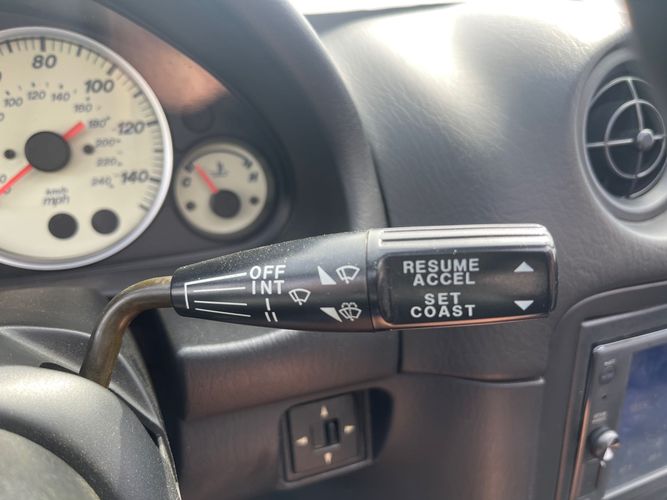 80
100
120
140
100 120 140
160
180
200
220
240
km/h
mph
C
OFF
INT
RESUME
ACCEL
SET
COAST